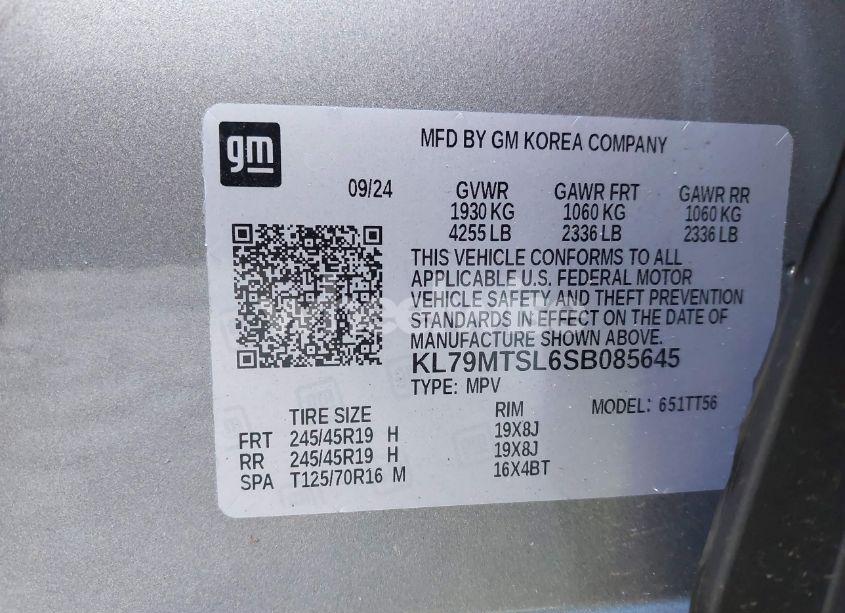 gm
MFD BY GM KOREA COMPANY
09/24 GVWR GAWR FRT GAWR RR
1930 KG 1060 KG 1060 KG
4255 LB 2336 LB 2336 LB
THIS VEHICLE CONFORMS TO ALL
APPLICABLE U.S. FEDERAL MOTOR
VEHICLE SAFETY AND THEFT PREVENTION
STANDARDS IN EFFECT ON THE DATE OF
MANUFACTURE SHOWN ABOVE.
KL79MTSL6SB085645
TYPE: MPV
MODEL: 651TT56
TIRE SIZE RIM
FRT 245/45R19 H 19X8J
RR 245/45R19 H 19X8J
SPA T125/70R16 M 16X4BT